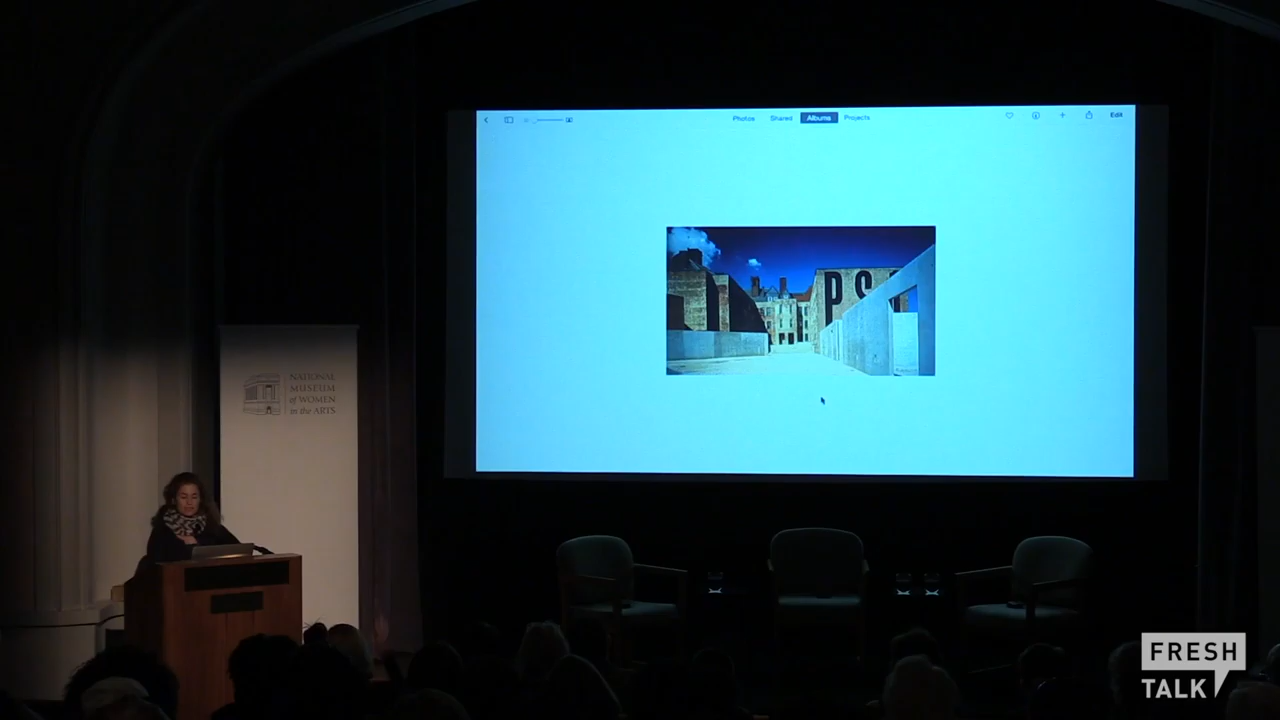 Photos Shared Albums Projects
Edit
PS
NATIONAL
MUSEUM
of WOMEN
in the ARTS
FRESH
TALK